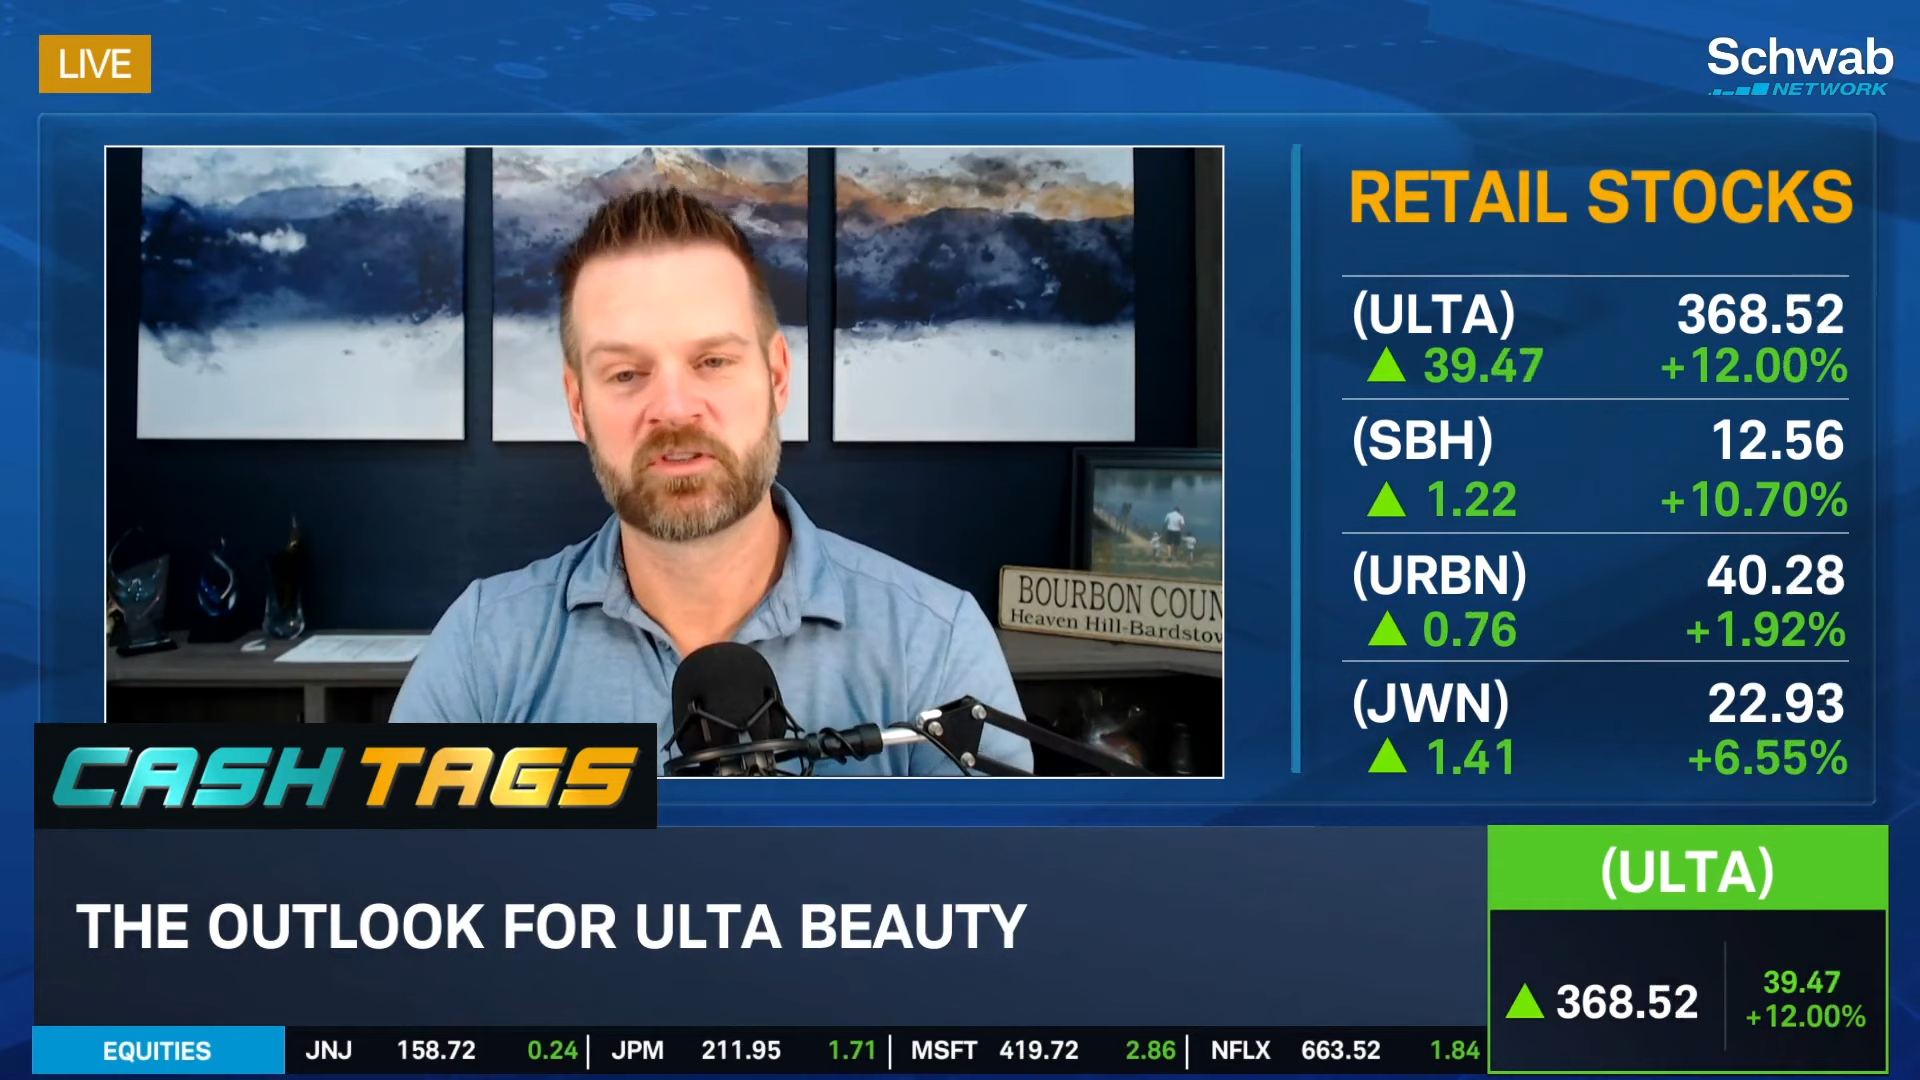 LIVE
Schwab
NETWORK
RETAIL STOCKS
(ULTA) 368.52
▲ 39.47 +12.00%
(SBH) 12.56
▲ 1.22 +10.70%
(URBN) 40.28
▲ 0.76 +1.92%
(JWN) 22.93
▲ 1.41 +6.55%
BOURBON COUN
Heaven Hill-Bardstow
CASH TAGS
THE OUTLOOK FOR ULTA BEAUTY
(ULTA)
▲ 368.52 39.47
+12.00%
EQUITIES JNJ 158.72 0.24 JPM 211.95 1.71 MSFT 419.72 2.86 NFLX 663.52 1.84